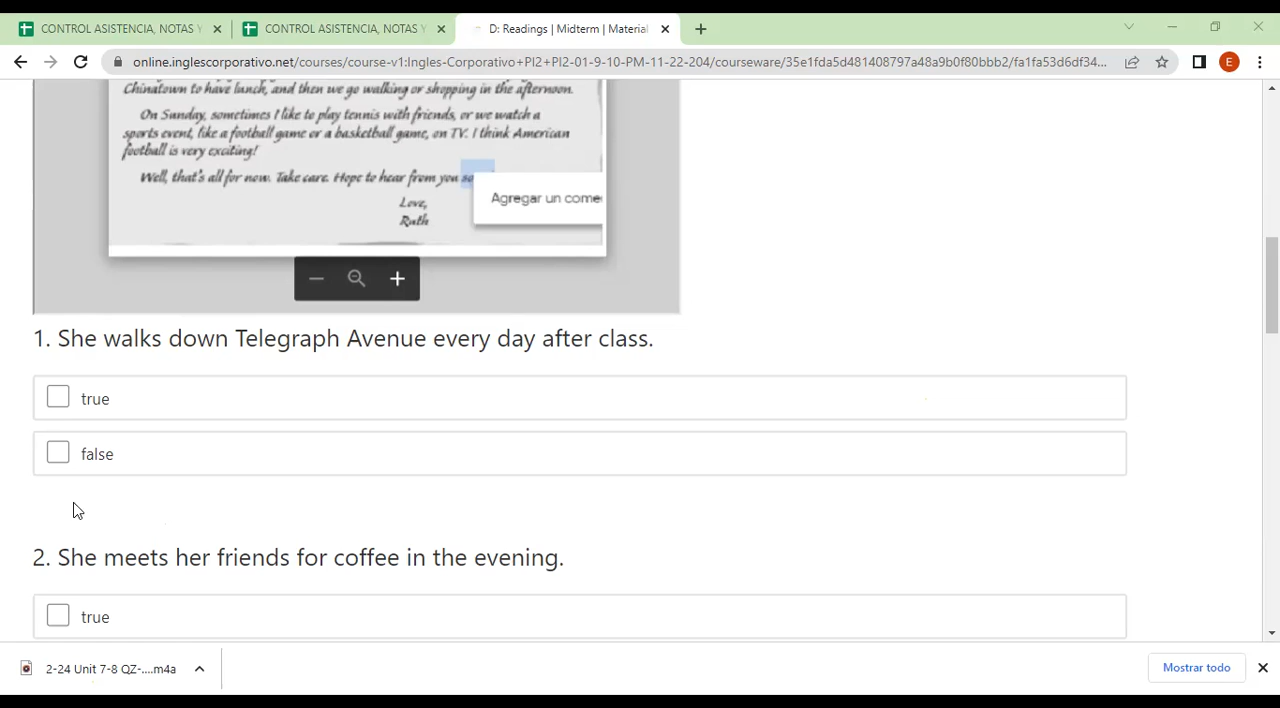 CONTROL ASISTENCIA, NOTAS Y
CONTROL ASISTENCIA, NOTAS Y
D: Readings | Midterm | Material
online.inglescorporativo.net/courses/course-v1:Ingles-Corporativo+PI2+PI2-01-9-10-PM-11-22-204/courseware/35e1fda5d481408797a48a9b0f80bbb2/fa1fa53d6df34...
E
Chinatown to have lunch, and then we go walking or shopping in the afternoon.
On Sunday, sometimes I like to play tennis with friends, or we watch a
sports event, like a football game or a basketball game, on TV. I think American
football is very exciting!
Well, that's all for now. Take care. Hope to hear from you so
Agregar un come
Love,
Ruth
1. She walks down Telegraph Avenue every day after class.
true
false
2. She meets her friends for coffee in the evening.
true
2-24 Unit 7-8 QZ-....m4a
Mostrar todo